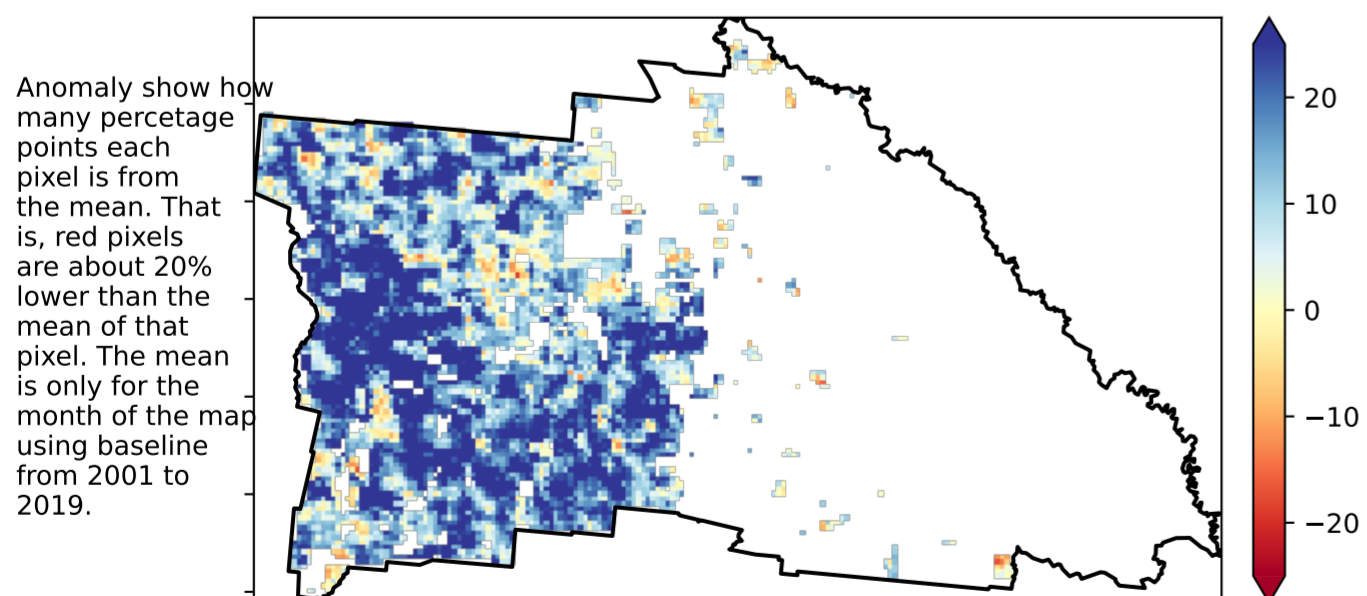 Anomaly show how
many percetage
points each
pixel is from
the mean. That
is, red pixels
are about 20%
lower than the
mean of that
pixel. The mean
is only for the
month of the map
using baseline
from 2001 to
2019.
20
10
0
−10
−20